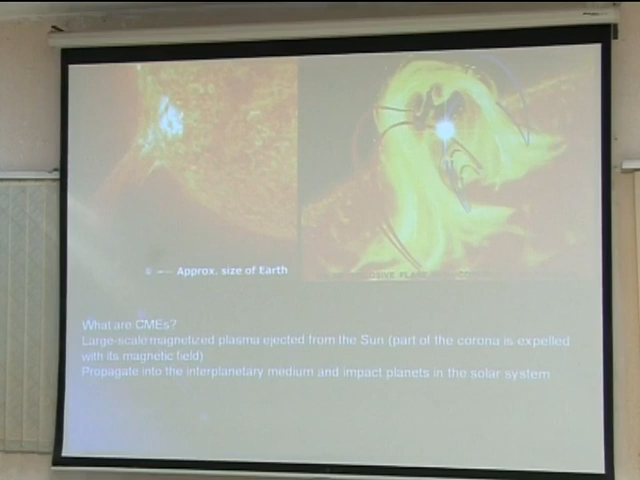 Approx. size of Earth
What are CMEs?
Large-scale magnetized plasma ejected from the Sun (part of the corona is expelled
with its magnetic field)
Propagate into the interplanetary medium and impact planets in the solar system